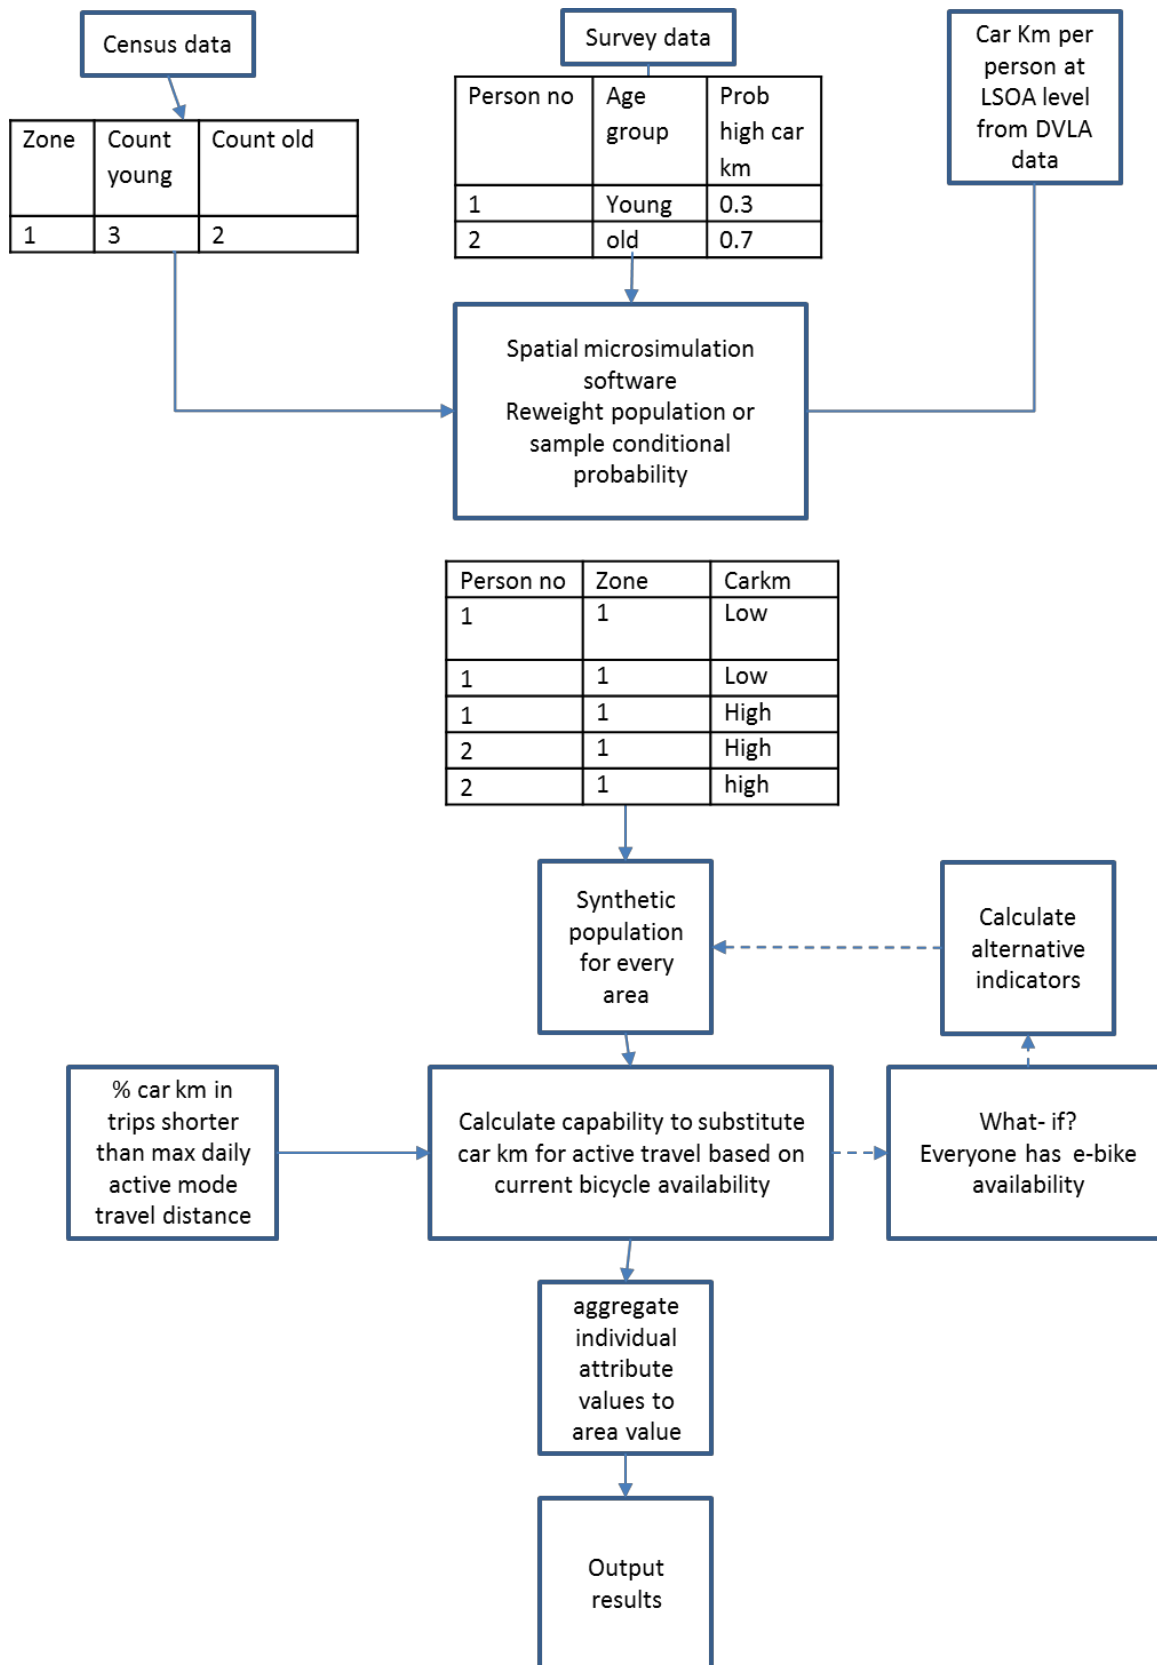 Census data
Zone
Count
young
Count old
1
3
2
Survey data
Person no
Age
group
Prob
high car
km
1
Young
0.3
2
old
0.7
Car Km per
person at
LSOA level
from DVLA
data
Spatial microsimulation
software
Reweight population or
sample conditional
probability
Person no
Zone
Carkm
1
1
Low
1
1
Low
1
1
High
2
1
High
2
1
high
Synthetic
population
for every
area
Calculate
alternative
indicators
% car km in
trips shorter
than max daily
active mode
travel distance
Calculate capability to substitute
car km for active travel based on
current bicycle availability
What- if?
Everyone has e-bike
availability
aggregate
individual
attribute
values to
area value
Output
results